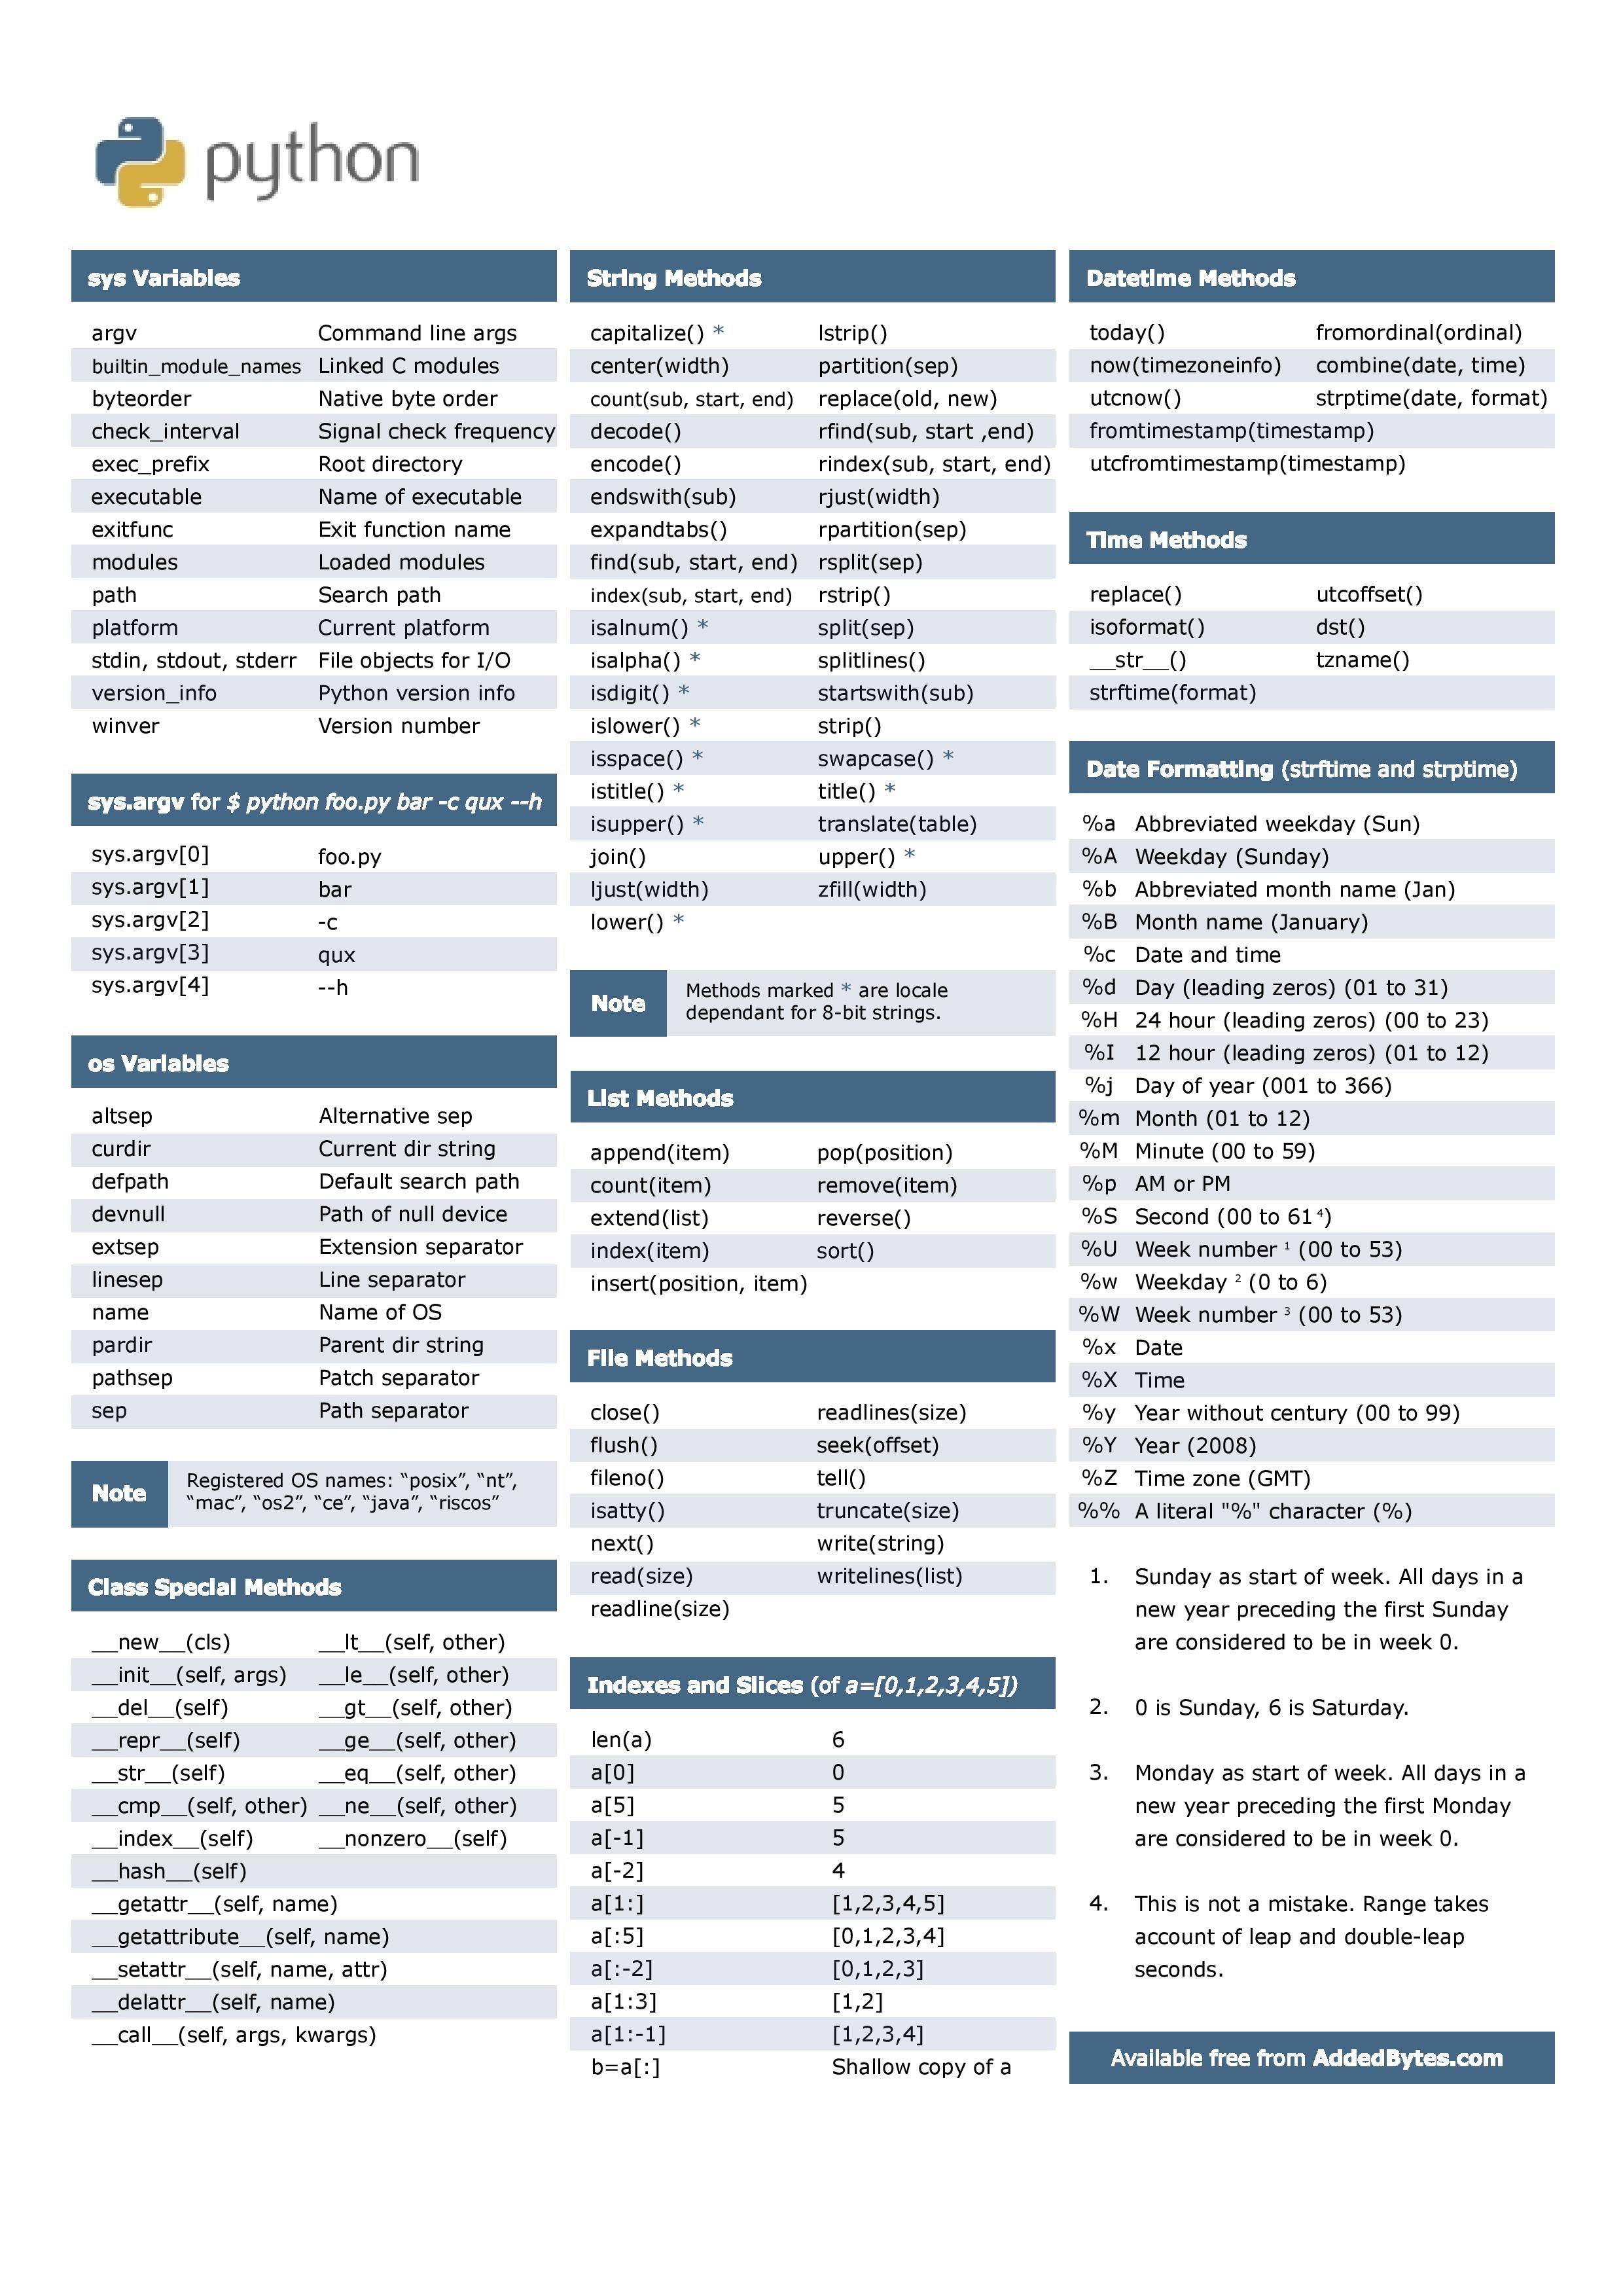 python
sys Variables
argv Command line args
builtin_module_names Linked C modules
byteorder Native byte order
check_interval Signal check frequency
exec_prefix Root directory
executable Name of executable
exitfunc Exit function name
modules Loaded modules
path Search path
platform Current platform
stdin, stdout, stderr File objects for I/O
version_info Python version info
winver Version number
sys.argv for $ python foo.py bar -c qux --h
sys.argv[0] foo.py
sys.argv[1] bar
sys.argv[2] -c
sys.argv[3] qux
sys.argv[4] --h
os Variables
altsep Alternative sep
curdir Current dir string
defpath Default search path
devnull Path of null device
extsep Extension separator
linesep Line separator
name Name of OS
pardir Parent dir string
pathsep Patch separator
sep Path separator
Note
Registered OS names: “posix”, “nt”,
“mac”, “os2”, “ce”, “java”, “riscos”
Class Special Methods
__new__(cls) __lt__(self, other)
__init__(self, args) __le__(self, other)
__del__(self) __gt__(self, other)
__repr__(self) __ge__(self, other)
__str__(self) __eq__(self, other)
__cmp__(self, other) __ne__(self, other)
__index__(self) __nonzero__(self)
__hash__(self)
__getattr__(self, name)
__getattribute__(self, name)
__setattr__(self, name, attr)
__delattr__(self, name)
__call__(self, args, kwargs)
String Methods
capitalize() * lstrip()
center(width) partition(sep)
count(sub, start, end) replace(old, new)
decode() rfind(sub, start ,end)
encode() rindex(sub, start, end)
endswith(sub) rjust(width)
expandtabs() rpartition(sep)
find(sub, start, end) rsplit(sep)
index(sub, start, end) rstrip()
isalnum() * split(sep)
isalpha() * splitlines()
isdigit() * startswith(sub)
islower() * strip()
isspace() * swapcase() *
istitle() * title() *
isupper() * translate(table)
join() upper() *
ljust(width) zfill(width)
lower() *
Note
Methods marked * are locale
dependant for 8-bit strings.
List Methods
append(item) pop(position)
count(item) remove(item)
extend(list) reverse()
index(item) sort()
insert(position, item)
File Methods
close() readlines(size)
flush() seek(offset)
fileno() tell()
isatty() truncate(size)
next() write(string)
read(size) writelines(list)
readline(size)
Indexes and Slices (of a=[0,1,2,3,4,5])
len(a) 6
a[0] 0
a[5] 5
a[-1] 5
a[-2] 4
a[1:] [1,2,3,4,5]
a[:5] [0,1,2,3,4]
a[:-2] [0,1,2,3]
a[1:3] [1,2]
a[1:-1] [1,2,3,4]
b=a[:] Shallow copy of a
Datetime Methods
today() fromordinal(ordinal)
now(timezoneinfo) combine(date, time)
utcnow() strptime(date, format)
fromtimestamp(timestamp)
utcfromtimestamp(timestamp)
Time Methods
replace() utcoffset()
isoformat() dst()
__str__() tzname()
strftime(format)
Date Formatting (strftime and strptime)
%a Abbreviated weekday (Sun)
%A Weekday (Sunday)
%b Abbreviated month name (Jan)
%B Month name (January)
%c Date and time
%d Day (leading zeros) (01 to 31)
%H 24 hour (leading zeros) (00 to 23)
%I 12 hour (leading zeros) (01 to 12)
%j Day of year (001 to 366)
%m Month (01 to 12)
%M Minute (00 to 59)
%p AM or PM
%S Second (00 to 61⁴)
%U Week number ¹ (00 to 53)
%w Weekday ² (0 to 6)
%W Week number ³ (00 to 53)
%x Date
%X Time
%y Year without century (00 to 99)
%Y Year (2008)
%Z Time zone (GMT)
%% A literal "%" character (%)
1. Sunday as start of week. All days in a
new year preceding the first Sunday
are considered to be in week 0.
2. 0 is Sunday, 6 is Saturday.
3. Monday as start of week. All days in a
new year preceding the first Monday
are considered to be in week 0.
4. This is not a mistake. Range takes
account of leap and double-leap
seconds.
Available free from AddedBytes.com